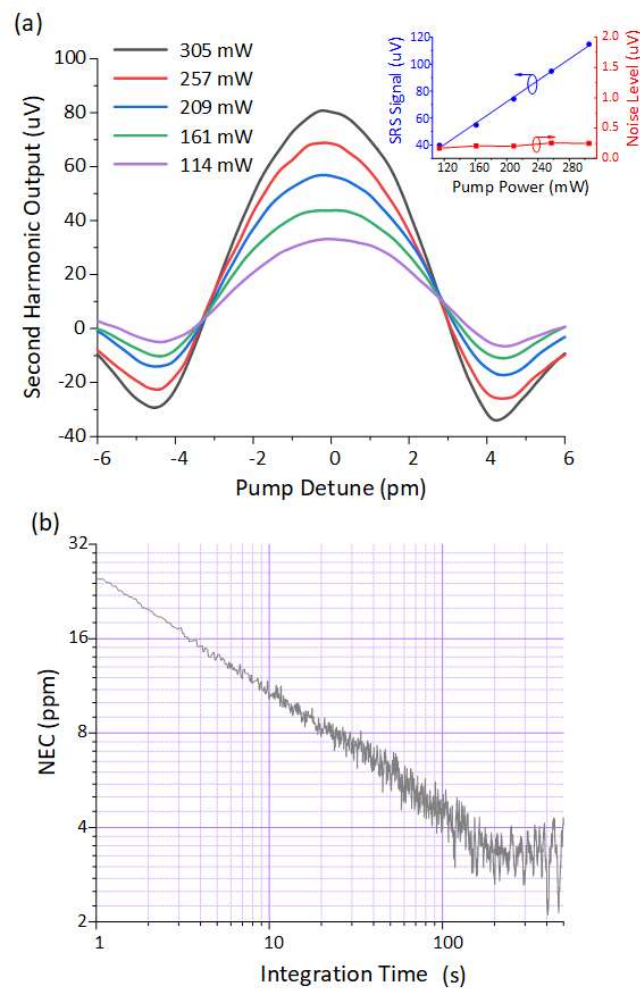 (a)
305 mW
257 mW
209 mW
161 mW
114 mW
Second Harmonic Output (uV)
100
80
60
40
20
0
-20
-40
-6
-4
-2
0
2
4
6
Pump Detune (pm)
SRS Signal (uV)
120
100
80
60
40
2.0
1.5
1.0
0.5
0.0
Noise Level (uV)
120
160
200
240
280
Pump Power (mW)
(b)
NEC (ppm)
32
16
8
4
2
1
10
100
Integration Time (s)